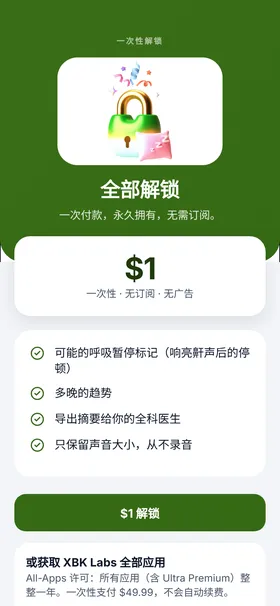 一次性解锁
全部解锁
一次付款，永久拥有，无需订阅。
$1
一次性 · 无订阅 · 无广告
可能的呼吸暂停标记（响亮鼾声后的停
顿）
多晚的趋势
导出摘要给你的全科医生
只保留声音大小，从不录音
$1 解锁
或获取 XBK Labs 全部应用
All-Apps 许可：所有应用（含 Ultra Premium）整
整一年。一次性支付 $49.99，不会自动续费。